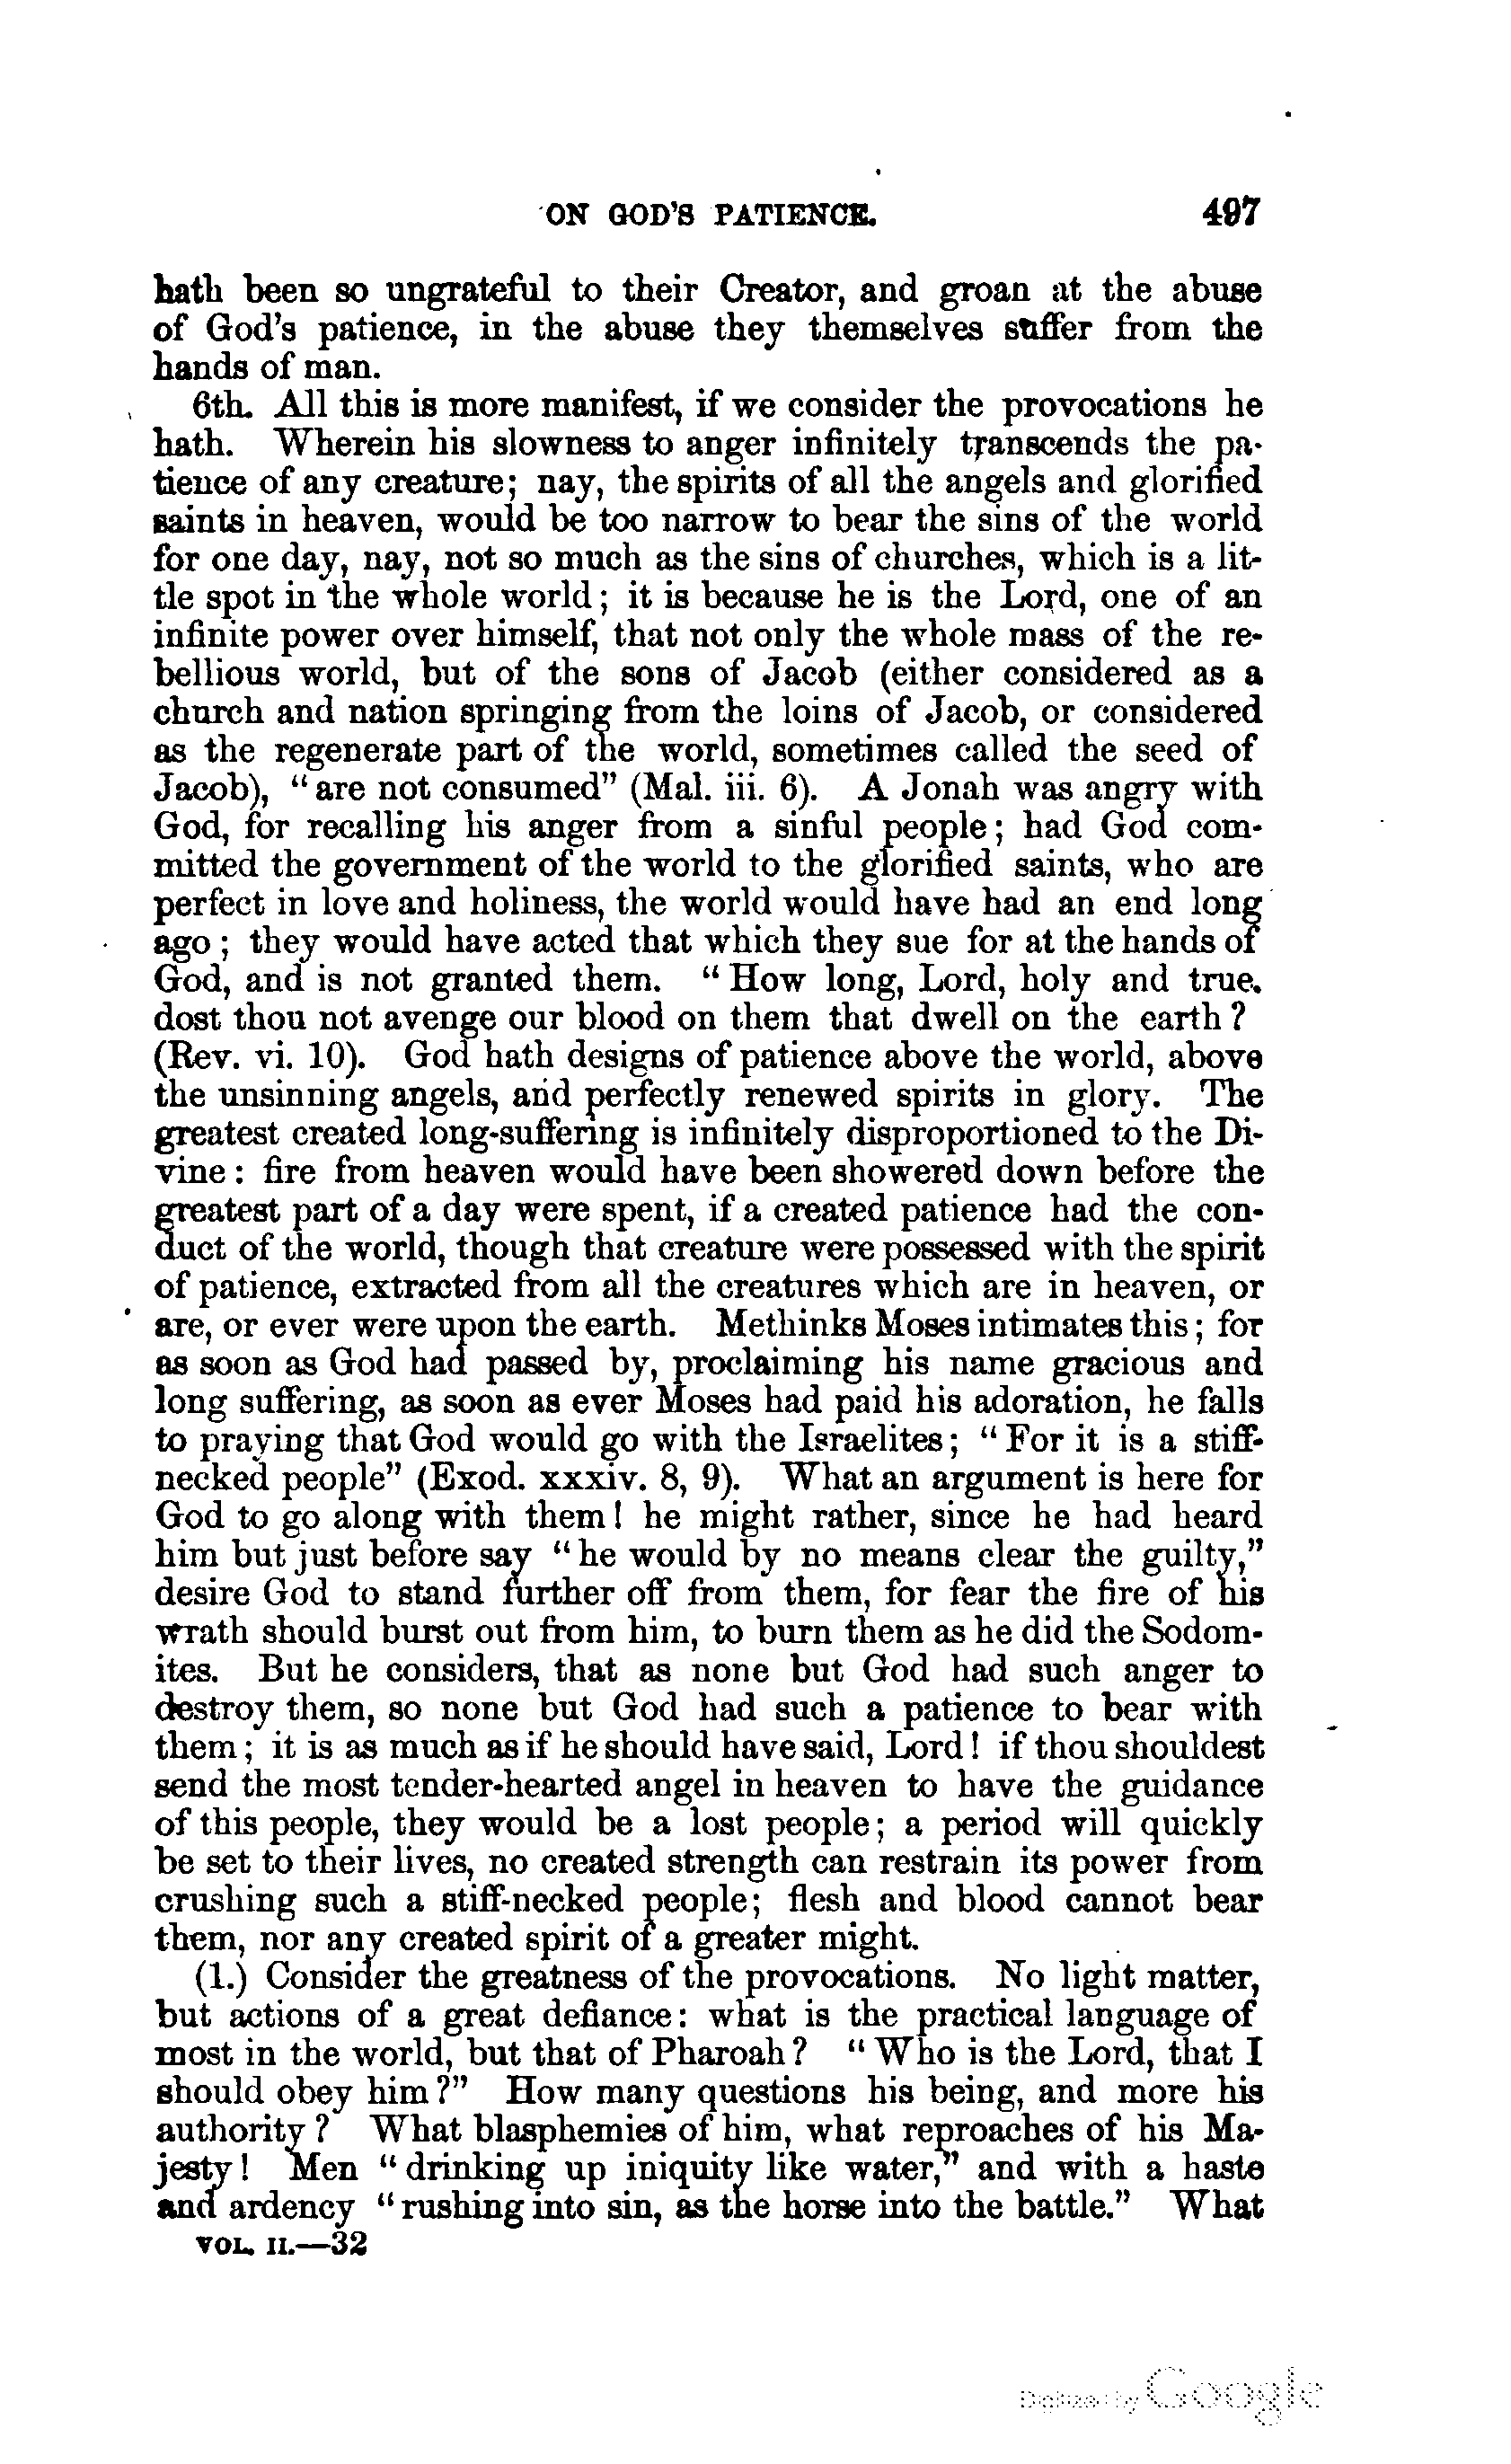 ON GOD'S PATIENCE. 497
hath been so ungrateful to their Creator, and groan at the abuse
of God's patience, in the abuse they themselves suffer from the
hands of man.
6th. All this is more manifest, if we consider the provocations he
hath. Wherein his slowness to anger infinitely transcends the pa-
tience of any creature; nay, the spirits of all the angels and glorified
saints in heaven, would be too narrow to bear the sins of the world
for one day, nay, not so much as the sins of churches, which is a lit-
tle spot in the whole world; it is because he is the Lord, one of an
infinite power over himself, that not only the whole mass of the re-
bellious world, but of the sons of Jacob (either considered as a
church and nation springing from the loins of Jacob, or considered
as the regenerate part of the world, sometimes called the seed of
Jacob), "are not consumed" (Mal. iii. 6). A Jonah was angry with
God, for recalling his anger from a sinful people; had God com-
mitted the government of the world to the glorified saints, who are
perfect in love and holiness, the world would have had an end long
ago; they would have acted that which they sue for at the hands of
God, and is not granted them. "How long, Lord, holy and true.
dost thou not avenge our blood on them that dwell on the earth?
(Rev. vi. 10). God hath designs of patience above the world, above
the unsinning angels, and perfectly renewed spirits in glory. The
greatest created long-suffering is infinitely disproportioned to the Di-
vine: fire from heaven would have been showered down before the
greatest part of a day were spent, if a created patience had the con-
duct of the world, though that creature were possessed with the spirit
of patience, extracted from all the creatures which are in heaven, or
are, or ever were upon the earth. Methinks Moses intimates this; for
as soon as God had passed by, proclaiming his name gracious and
long suffering, as soon as ever Moses had paid his adoration, he falls
to praying that God would go with the Israelites; "For it is a stiff-
necked people" (Exod. xxxiv. 8, 9). What an argument is here for
God to go along with them! he might rather, since he had heard
him but just before say "he would by no means clear the guilty,"
desire God to stand further off from them, for fear the fire of his
wrath should burst out from him, to burn them as he did the Sodom-
ites. But he considers, that as none but God had such anger to
destroy them, so none but God had such a patience to bear with
them; it is as much as if he should have said, Lord! if thou shouldest
send the most tender-hearted angel in heaven to have the guidance
of this people, they would be a lost people; a period will quickly
be set to their lives, no created strength can restrain its power from
crushing such a stiff-necked people; flesh and blood cannot bear
them, nor any created spirit of a greater might.
(1.) Consider the greatness of the provocations. No light matter,
but actions of a great defiance: what is the practical language of
most in the world, but that of Pharoah? "Who is the Lord, that I
should obey him?" How many questions his being, and more his
authority? What blasphemies of him, what reproaches of his Ma-
jesty! Men "drinking up iniquity like water," and with a haste
and ardency "rushing into sin, as the horse into the battle." What
VOL. II.—32
Digitized by Google